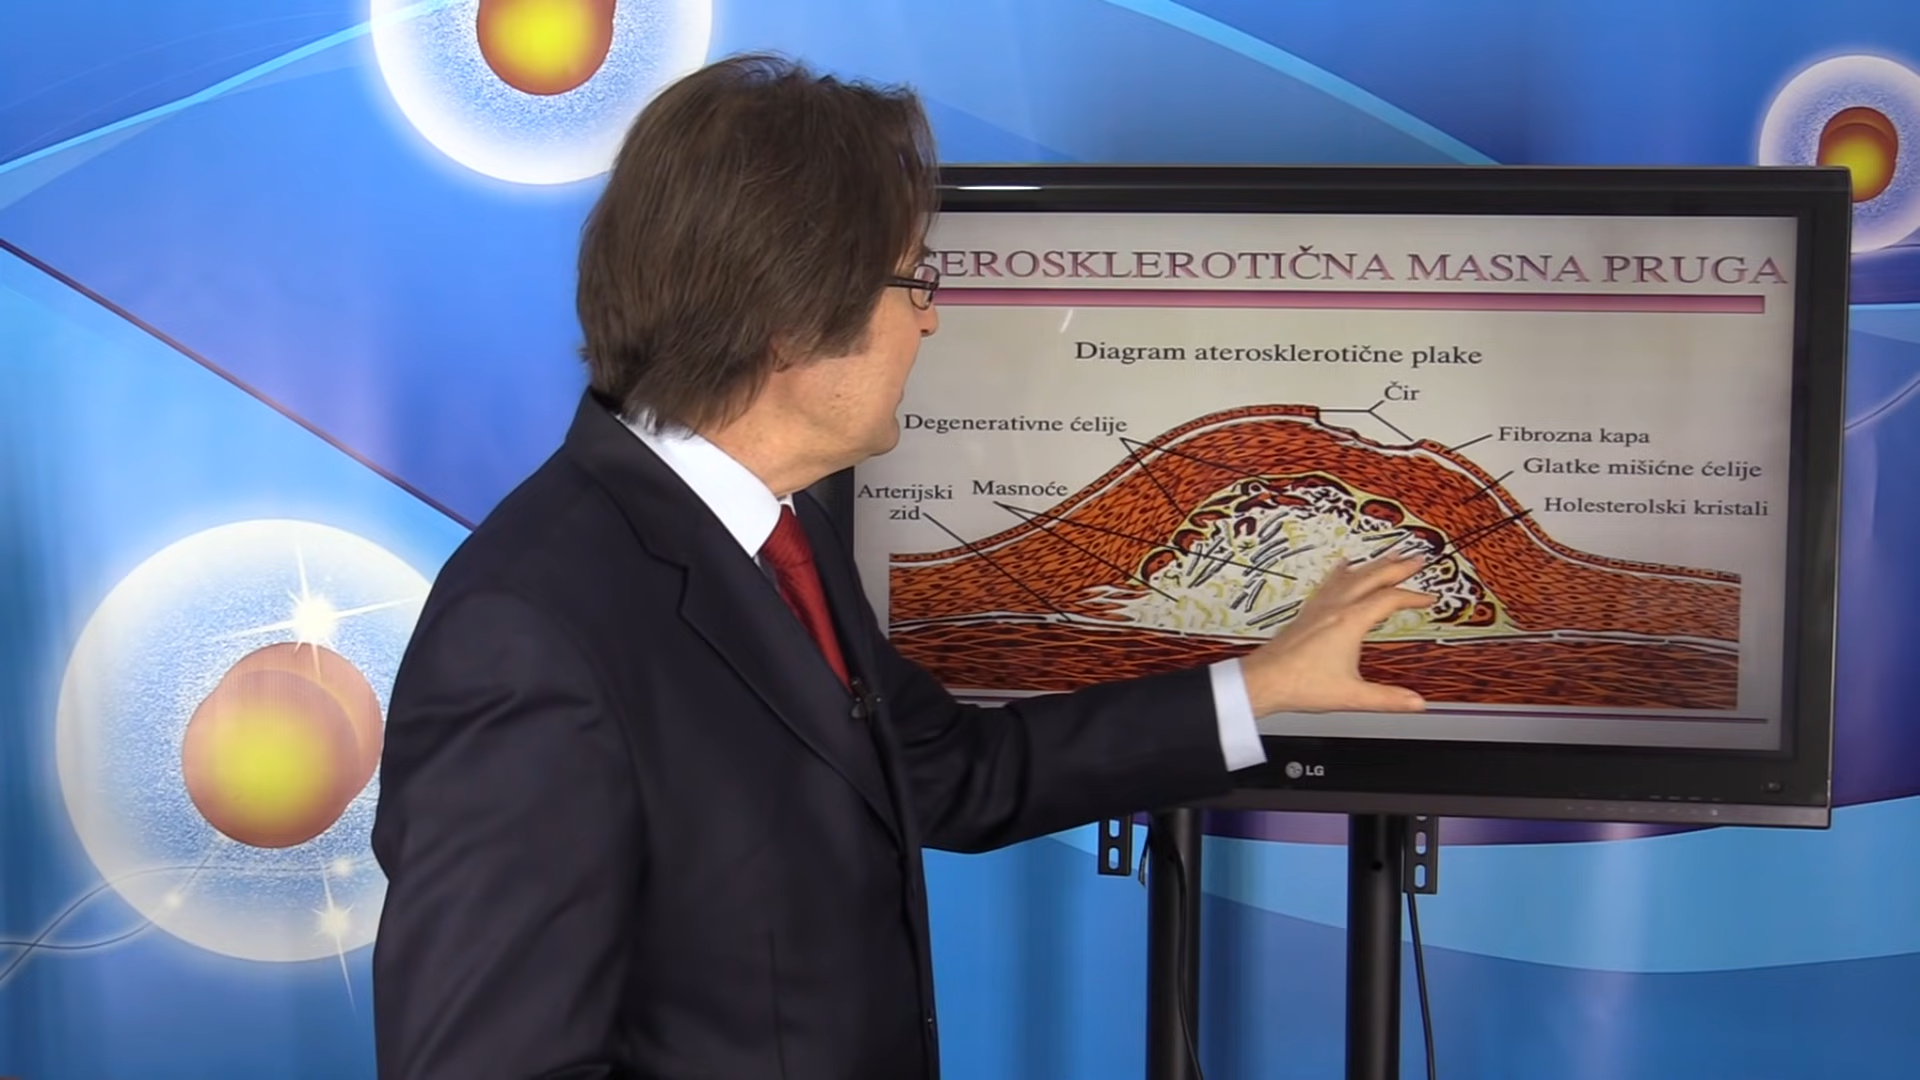 TEROSKLEROTIČNA MASNA PRUGA
Diagram aterosklerotične plake
Čir
Degenerativne ćelije
Fibrozna kapa
Glatke mišićne ćelije
Arterijski
zid
Masnoće
Holesterolski kristali
LG